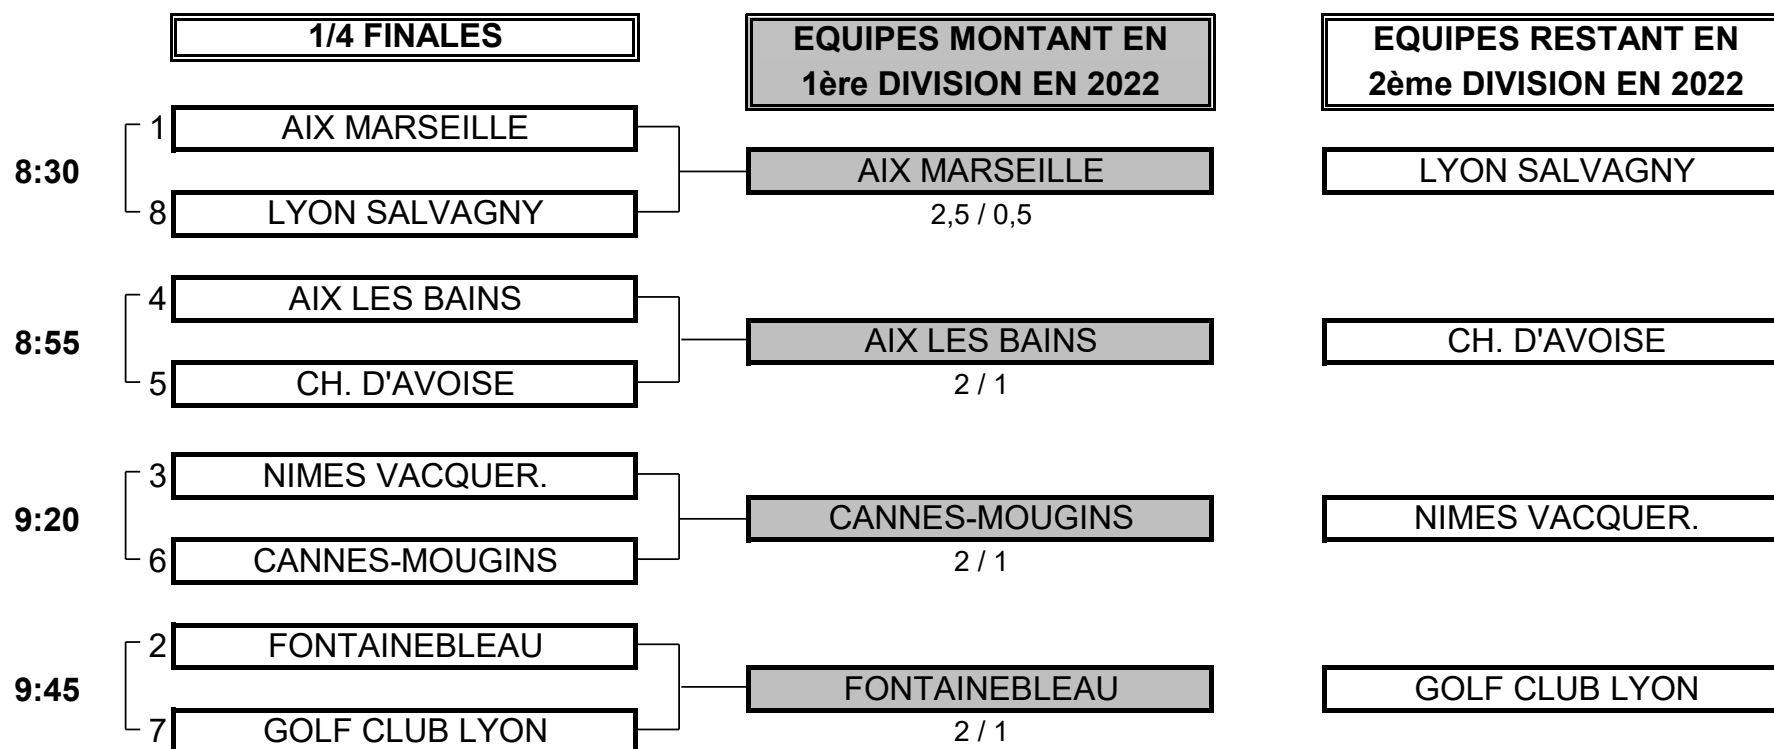 1/4 FINALES
EQUIPES MONTANT EN
1ère DIVISION EN 2022
EQUIPES RESTANT EN
2ème DIVISION EN 2022
1 AIX MARSEILLE
8:30 AIX MARSEILLE LYON SALVAGNY
8 LYON SALVAGNY 2,5 / 0,5
4 AIX LES BAINS
8:55 AIX LES BAINS CH. D'AVOISE
5 CH. D'AVOISE 2 / 1
3 NIMES VACQUER.
9:20 CANNES-MOUGINS NIMES VACQUER.
6 CANNES-MOUGINS 2 / 1
2 FONTAINEBLEAU
9:45 FONTAINEBLEAU GOLF CLUB LYON
7 GOLF CLUB LYON 2 / 1